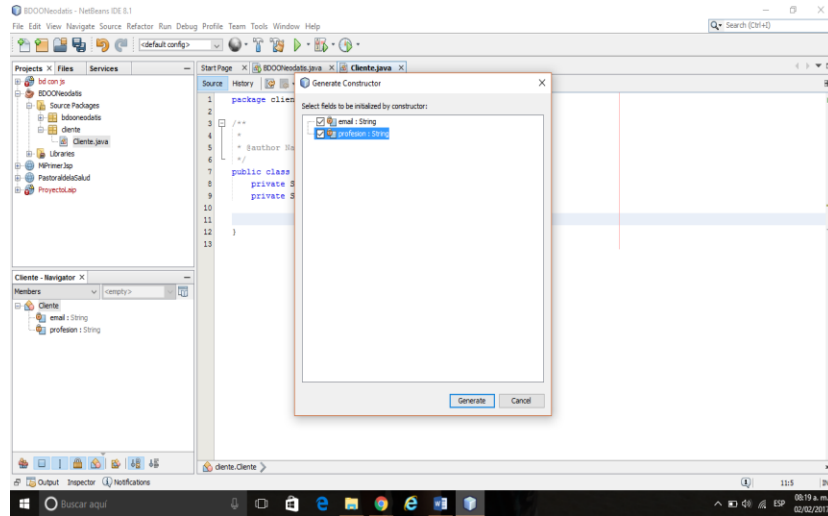 BDOONeodatis - NetBeans IDE 8.1
File Edit View Navigate Source Refactor Run Debug Profile Team Tools Window Help
Search (Ctrl+I)
<default config>
Projects × Files Services
Start Page × BDOONeodatis.java × Cliente.java ×
bd con js
BDOONeodatis
Source Packages
bdooneodatis
cliente
Cliente.java
Libraries
MiPrimerJsp
PastoraldelaSalud
ProyectoLeip
Source History
1 package clien
2
3 /**
4 *
5 * @author
6 */
7 public class
8 private S
9 private S
10
11
12 }
13
Generate Constructor
Select fields to be initialized by constructor:
email : String
profesion : String
Generate Cancel
Cliente - Navigator ×
Members <empty>
Cliente
email : String
profesion : String
cliente.Cliente
Output Inspector Notifications
11:5
Buscar aquí
ESP
08:19 a. m.
02/02/2017